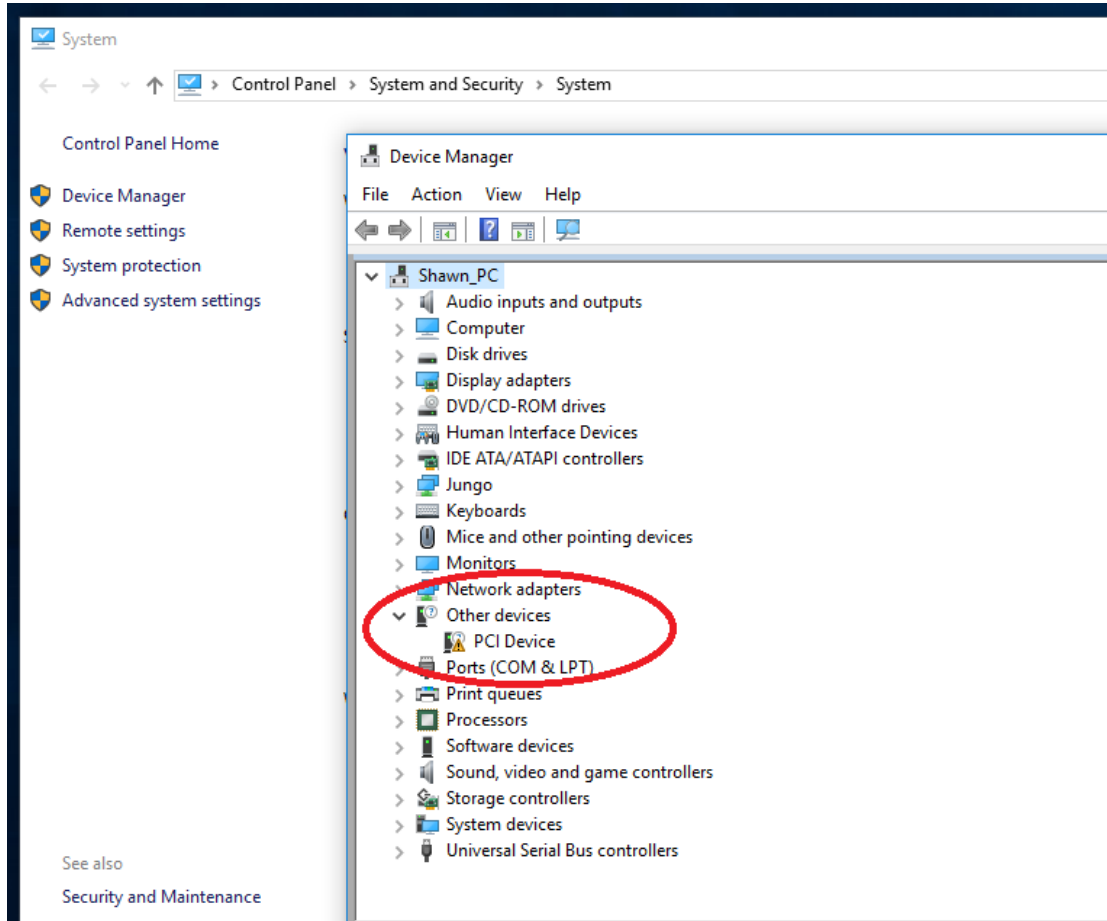 System
Control Panel > System and Security > System
Control Panel Home
Device Manager
Remote settings
System protection
Advanced system settings
See also
Security and Maintenance
Device Manager
File Action View Help
Shawn_PC
Audio inputs and outputs
Computer
Disk drives
Display adapters
DVD/CD-ROM drives
Human Interface Devices
IDE ATA/ATAPI controllers
Jungo
Keyboards
Mice and other pointing devices
Monitors
Network adapters
Other devices
PCI Device
Ports (COM & LPT)
Print queues
Processors
Software devices
Sound, video and game controllers
Storage controllers
System devices
Universal Serial Bus controllers